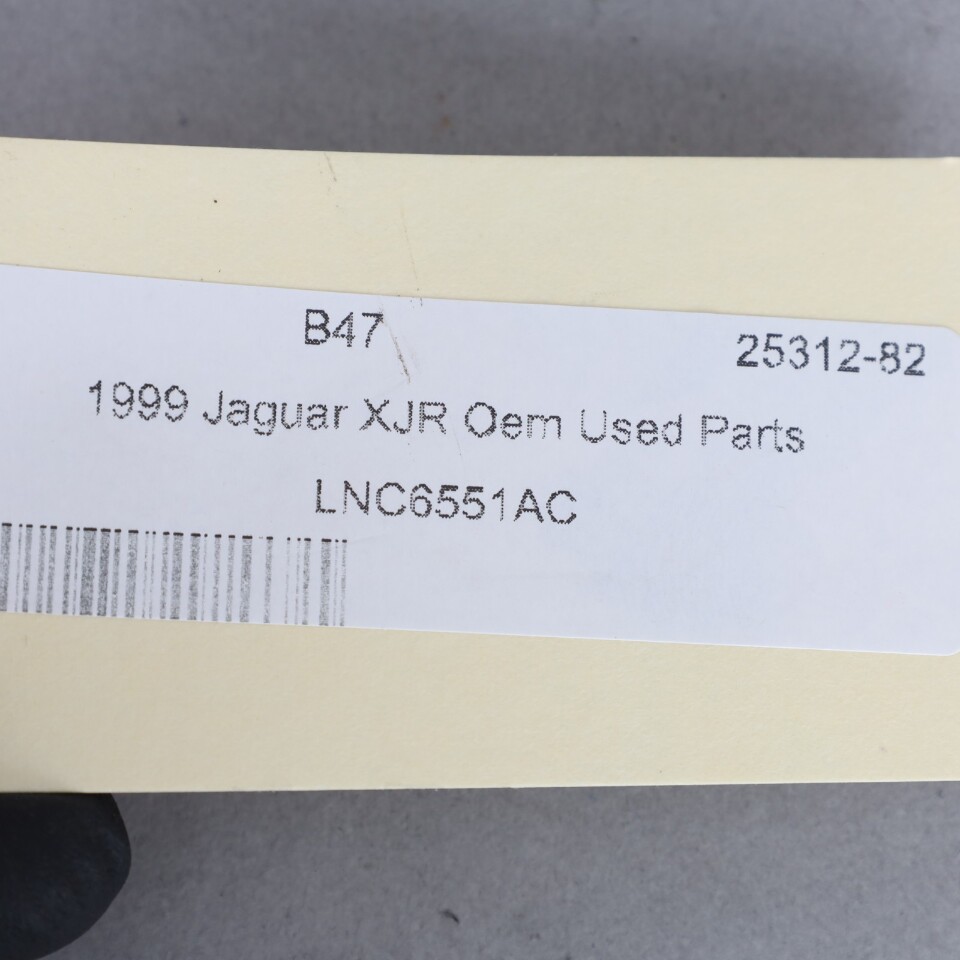 B47 25312-82
1999 Jaguar XJR Oem Used Parts
LNC6551AC